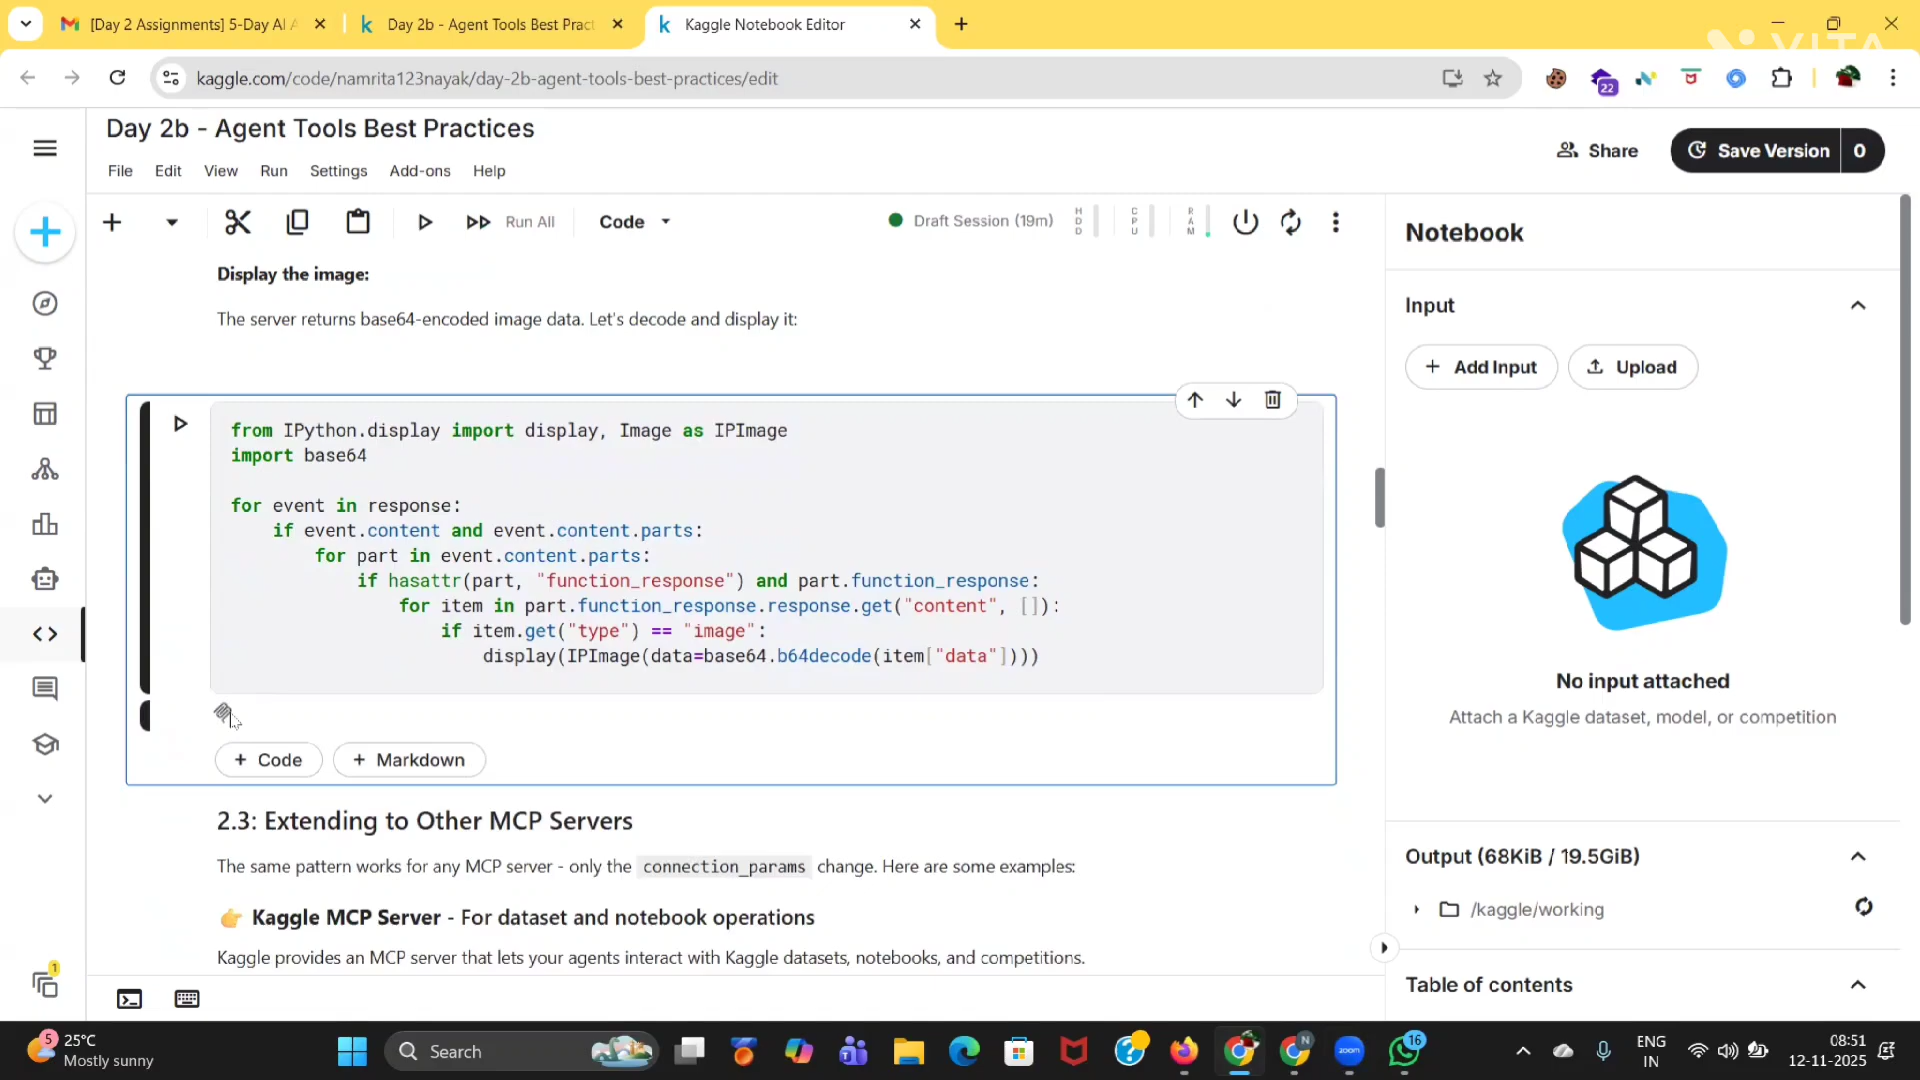 [Day 2 Assignments] 5-Day AI A
Day 2b - Agent Tools Best Pract
Kaggle Notebook Editor
VITA
kaggle.com/code/namrita123nayak/day-2b-agent-tools-best-practices/edit
22
Day 2b - Agent Tools Best Practices
File Edit View Run Settings Add-ons Help
Share
Save Version 0
Run All
Code
Draft Session (19m)
HDD
CPU
RAM
Notebook
Display the image:
The server returns base64-encoded image data. Let's decode and display it:
Input
+ Add Input
Upload
from IPython.display import display, Image as IPImage
import base64
for event in response:
    if event.content and event.content.parts:
        for part in event.content.parts:
            if hasattr(part, "function_response") and part.function_response:
                for item in part.function_response.response.get("content", []):
                    if item.get("type") == "image":
                        display(IPImage(data=base64.b64decode(item["data"])))
No input attached
Attach a Kaggle dataset, model, or competition
+ Code
+ Markdown
2.3: Extending to Other MCP Servers
The same pattern works for any MCP server - only the connection_params change. Here are some examples:
👉 Kaggle MCP Server - For dataset and notebook operations
Kaggle provides an MCP server that lets your agents interact with Kaggle datasets, notebooks, and competitions.
Output (68KiB / 19.5GiB)
/kaggle/working
Table of contents
1
5
25°C
Mostly sunny
Search
zoom
N
16
ENG
IN
08:51
12-11-2025